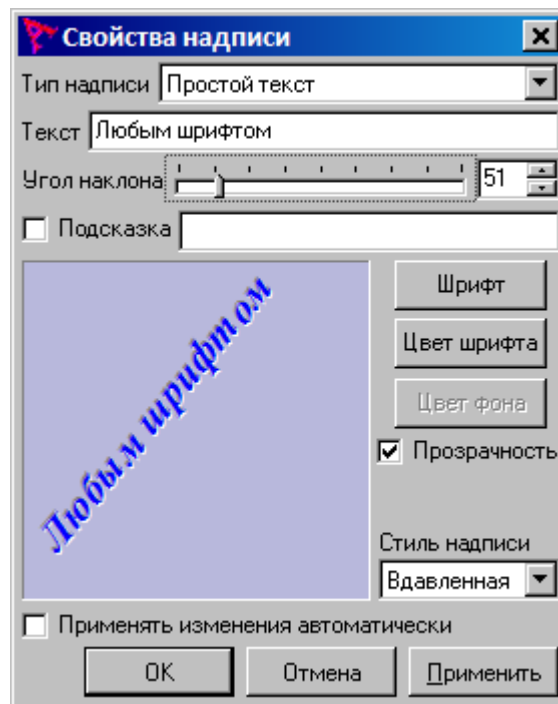 Свойства надписи
Тип надписи Простой текст
Текст Любым шрифтом
Угол наклона 51
Подсказка
Любым шрифтом
Шрифт
Цвет шрифта
Цвет фона
Прозрачность
Стиль надписи
Вдавленная
Применять изменения автоматически
OK Отмена Применить